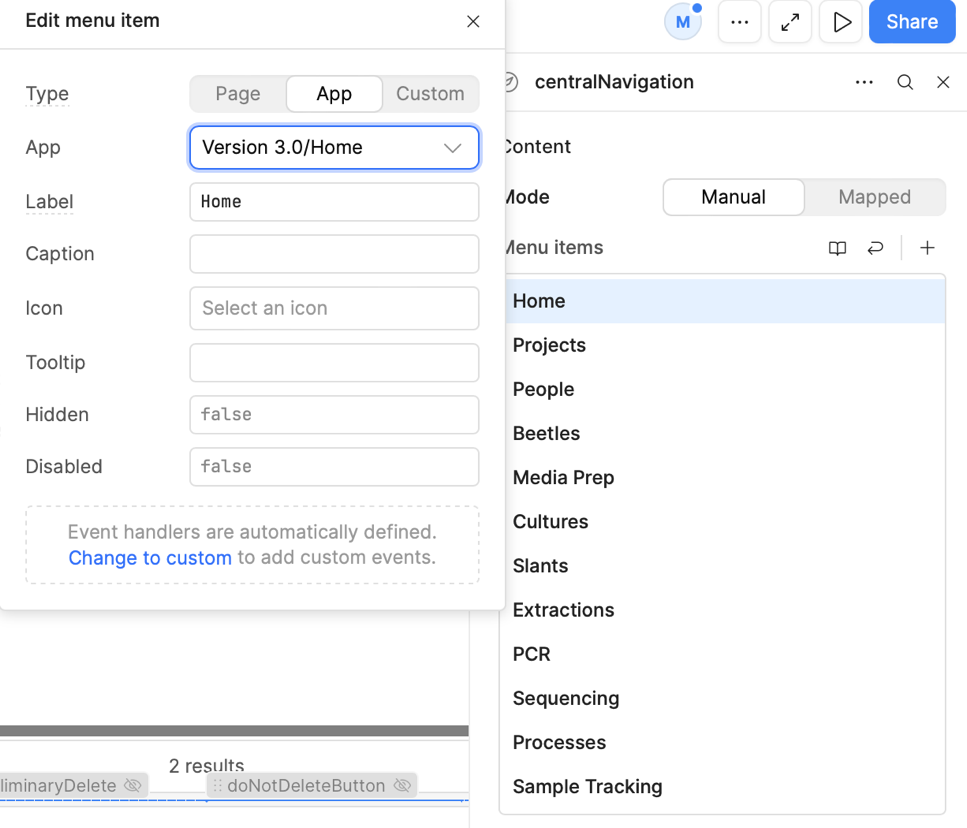 Edit menu item
M
Share
Type
Page
App
Custom
App
Version 3.0/Home
Label
Home
Caption
Icon
Select an icon
Tooltip
Hidden
false
Disabled
false
Event handlers are automatically defined.
Change to custom to add custom events.
centralNavigation
Content
Mode
Manual
Mapped
Menu items
Home
Projects
People
Beetles
Media Prep
Cultures
Slants
Extractions
PCR
Sequencing
Processes
Sample Tracking
2 results
liminaryDelete
doNotDeleteButton